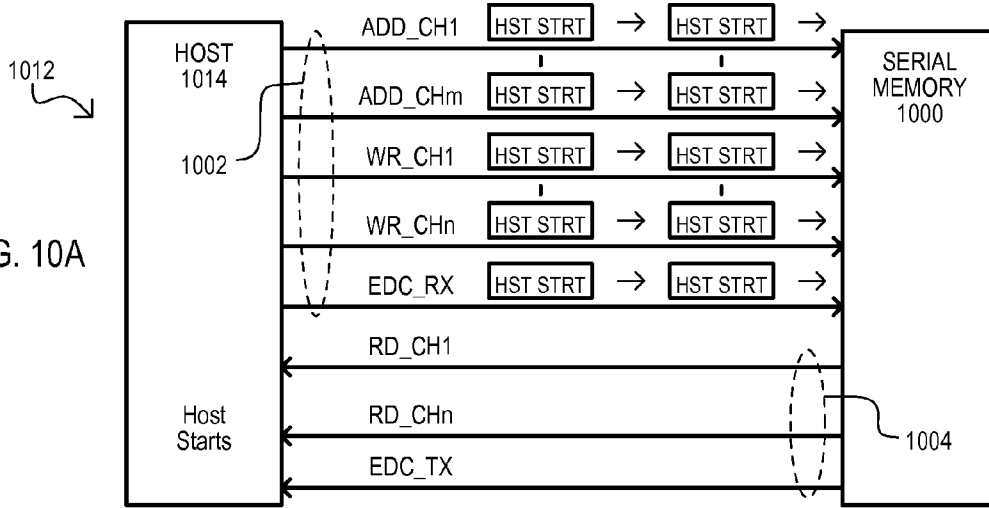 ADD_CH1 HST STRT HST STRT
HOST
1014
SERIAL
MEMORY
1000
1012
ADD_CHm HST STRT HST STRT
1002
WR_CH1 HST STRT HST STRT
WR_CHn HST STRT HST STRT
G. 10A
EDC_RX HST STRT HST STRT
RD_CH1
Host
Starts
RD_CHn
1004
EDC_TX